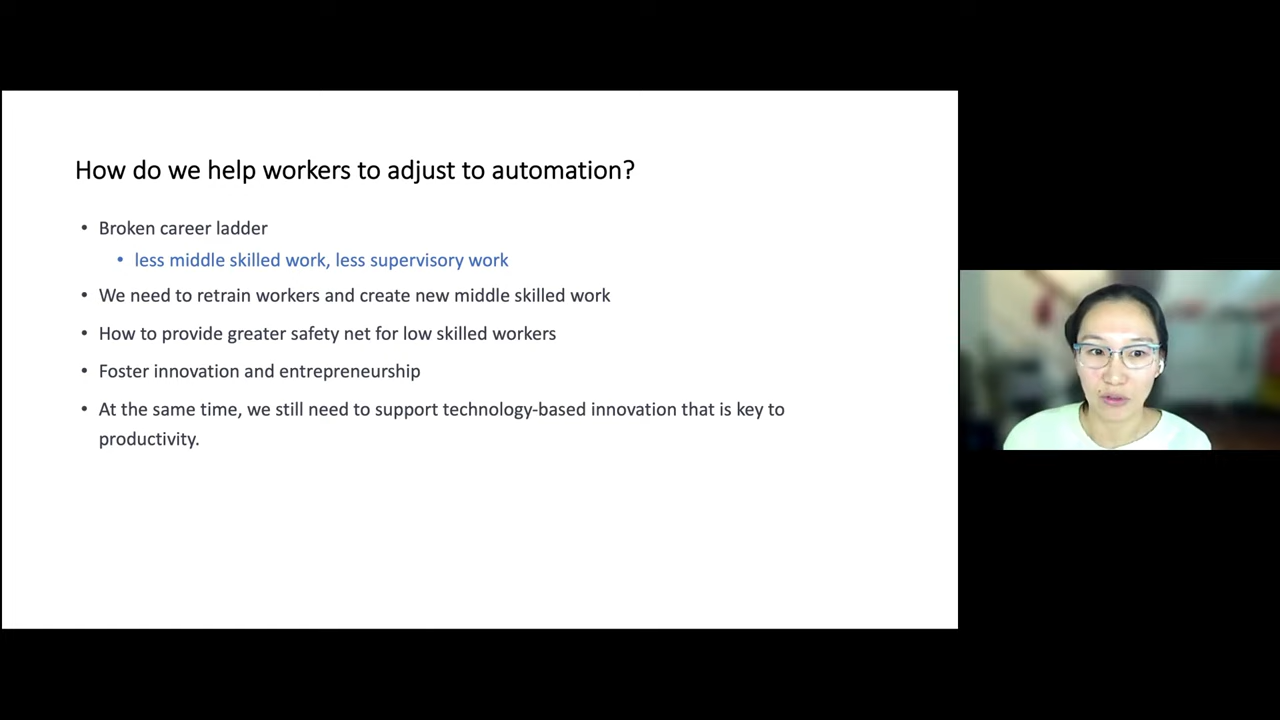 How do we help workers to adjust to automation?
• Broken career ladder
• less middle skilled work, less supervisory work
• We need to retrain workers and create new middle skilled work
• How to provide greater safety net for low skilled workers
• Foster innovation and entrepreneurship
• At the same time, we still need to support technology-based innovation that is key to
productivity.